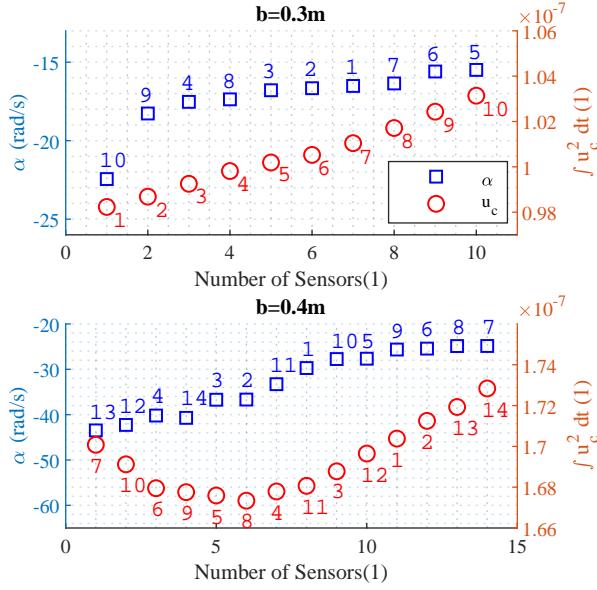 b=0.3m
×10⁻⁷
α (rad/s)
-15
-20
-25
10 9 4 8 3 2 1 7 6 5
1 2 3 4 5 6 7 8 9 10
α
u_c
1.06
1.04
1.02
1
0.98
∫ u_c² dt (1)
0 2 4 6 8 10
Number of Sensors(1)
b=0.4m
×10⁻⁷
α (rad/s)
-20
-30
-40
-50
-60
13 12 4 14 3 2 11 1 10 5 9 6 8 7
7 10 6 9 5 8 4 11 3 12 1 2 13 14
1.74
1.72
1.7
1.68
1.66
∫ u_c² dt (1)
0 5 10 15
Number of Sensors(1)